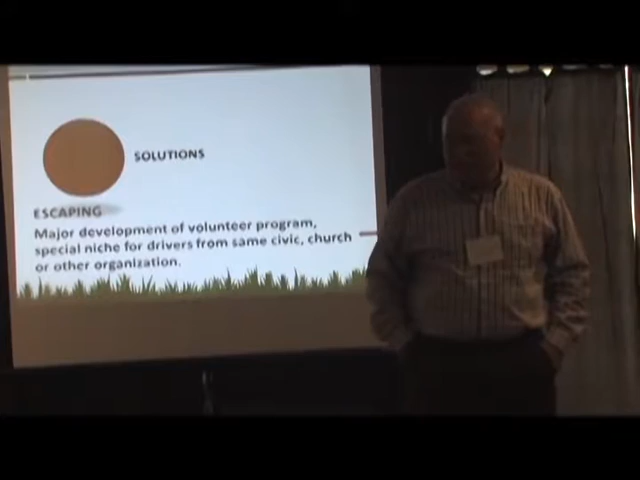 SOLUTIONS
ESCAPING
Major development of volunteer program,
special niche for drivers from same civic, church
or other organization.